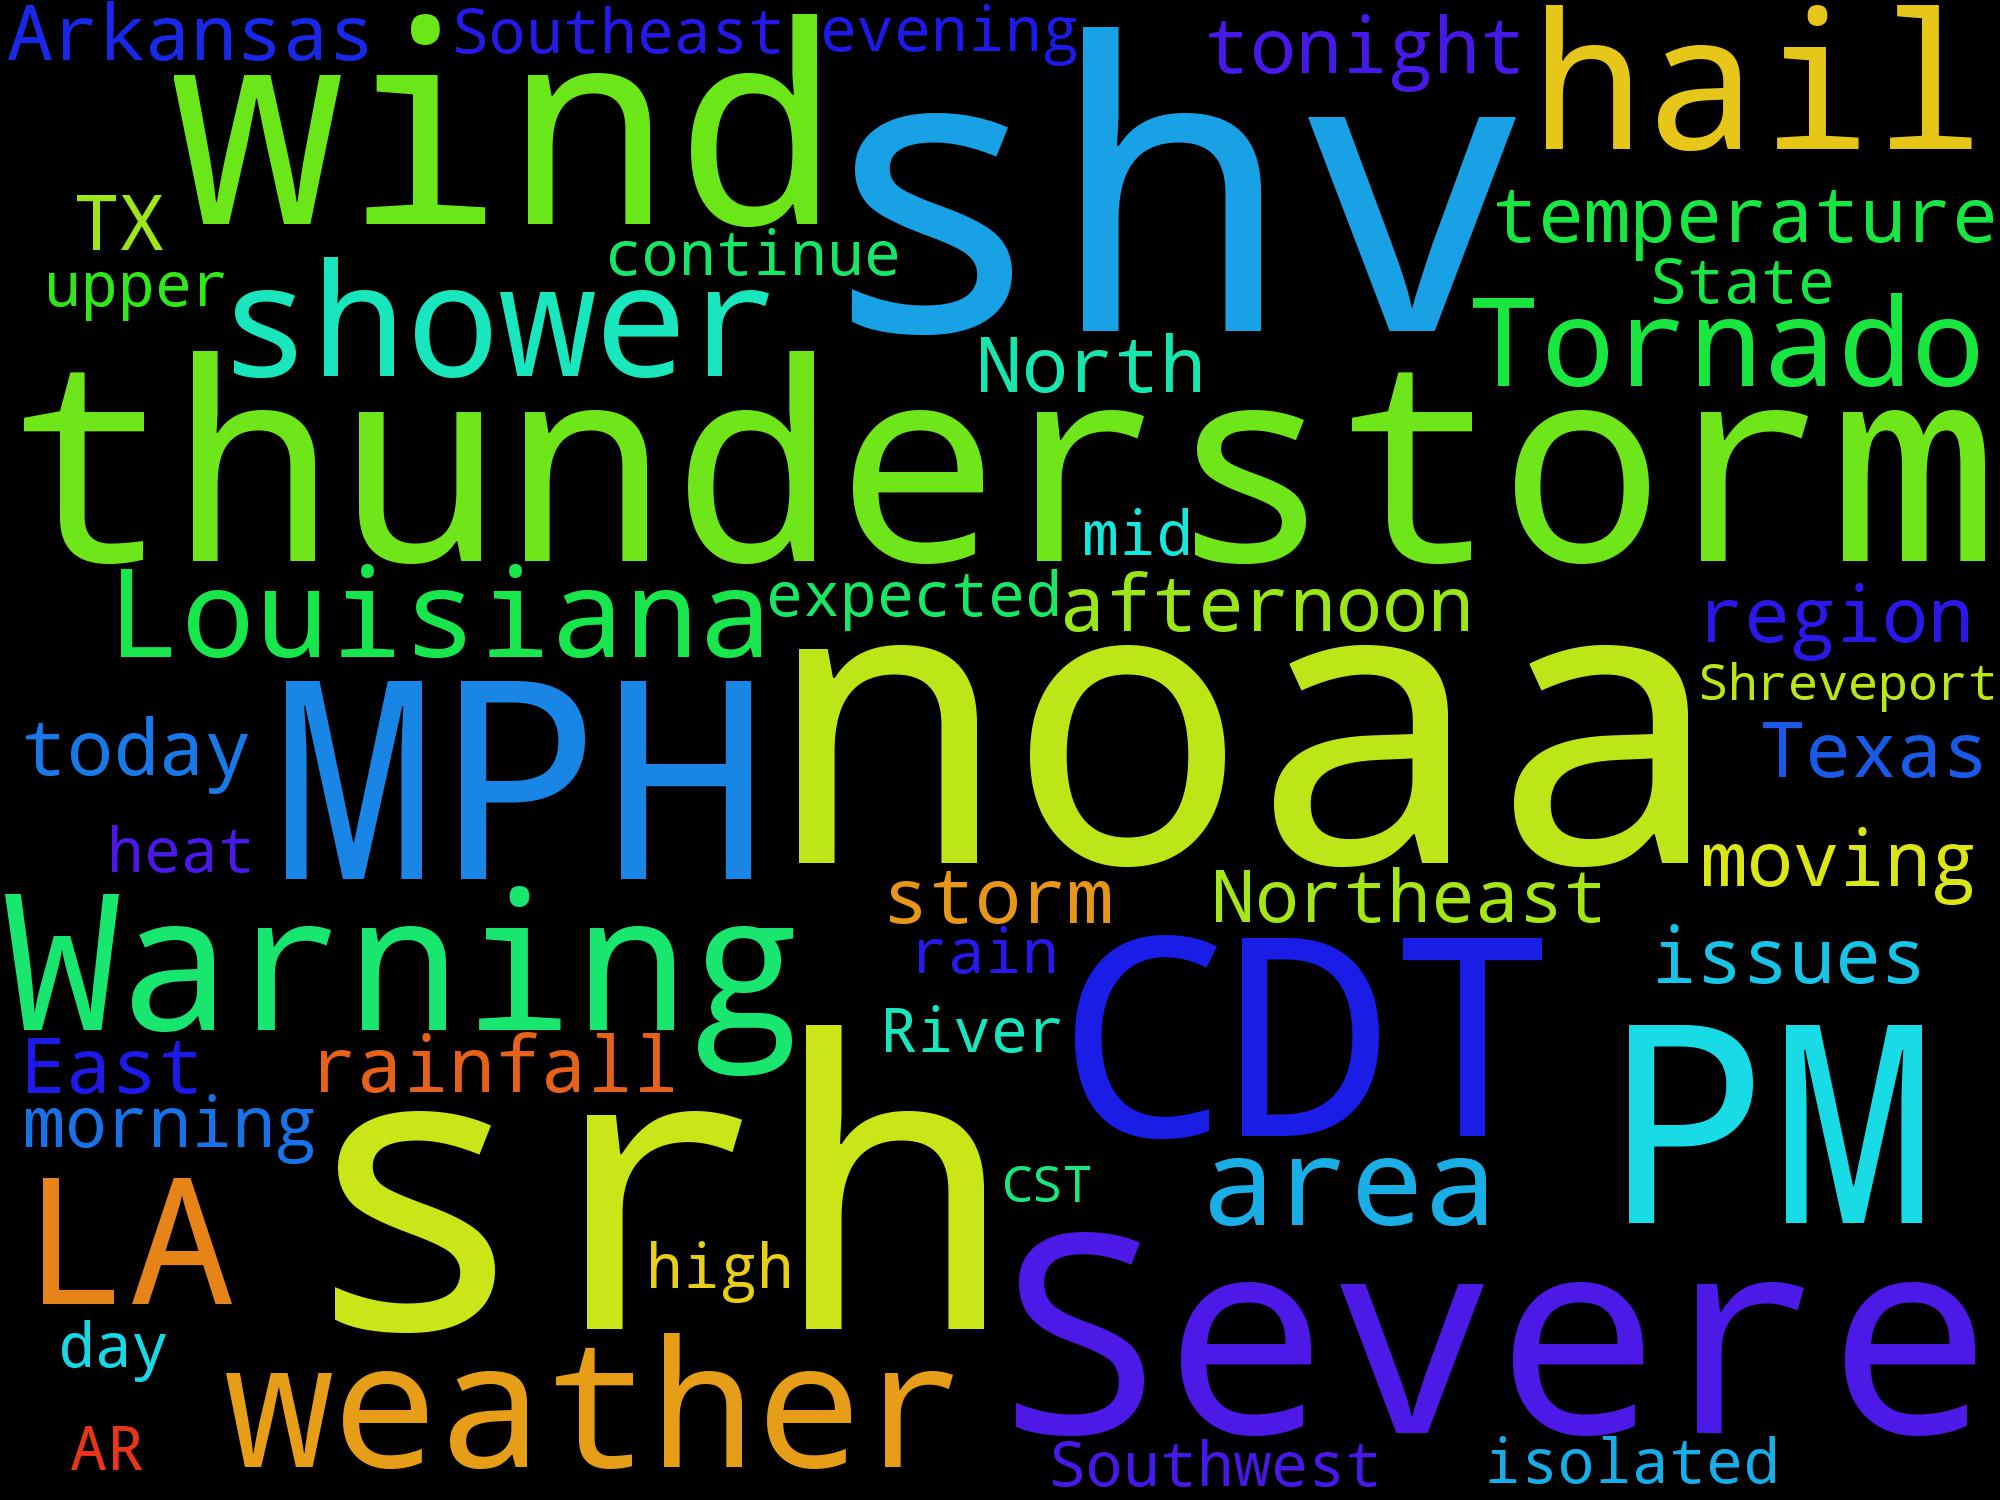 Arkansas
Southeast
evening
tonight
hail
wind
shv
TX
temperature
upper
continue
State
shower
North
Tornado
thunderstorm
mid
Louisiana
expected
afternoon
region
noaa
Shreveport
today
MPH
Texas
heat
moving
storm
Northeast
Warning
rain
CDT
issues
East
rainfall
River
PM
morning
srh
CST
area
LA
high
Severe
day
weather
AR
Southwest
isolated